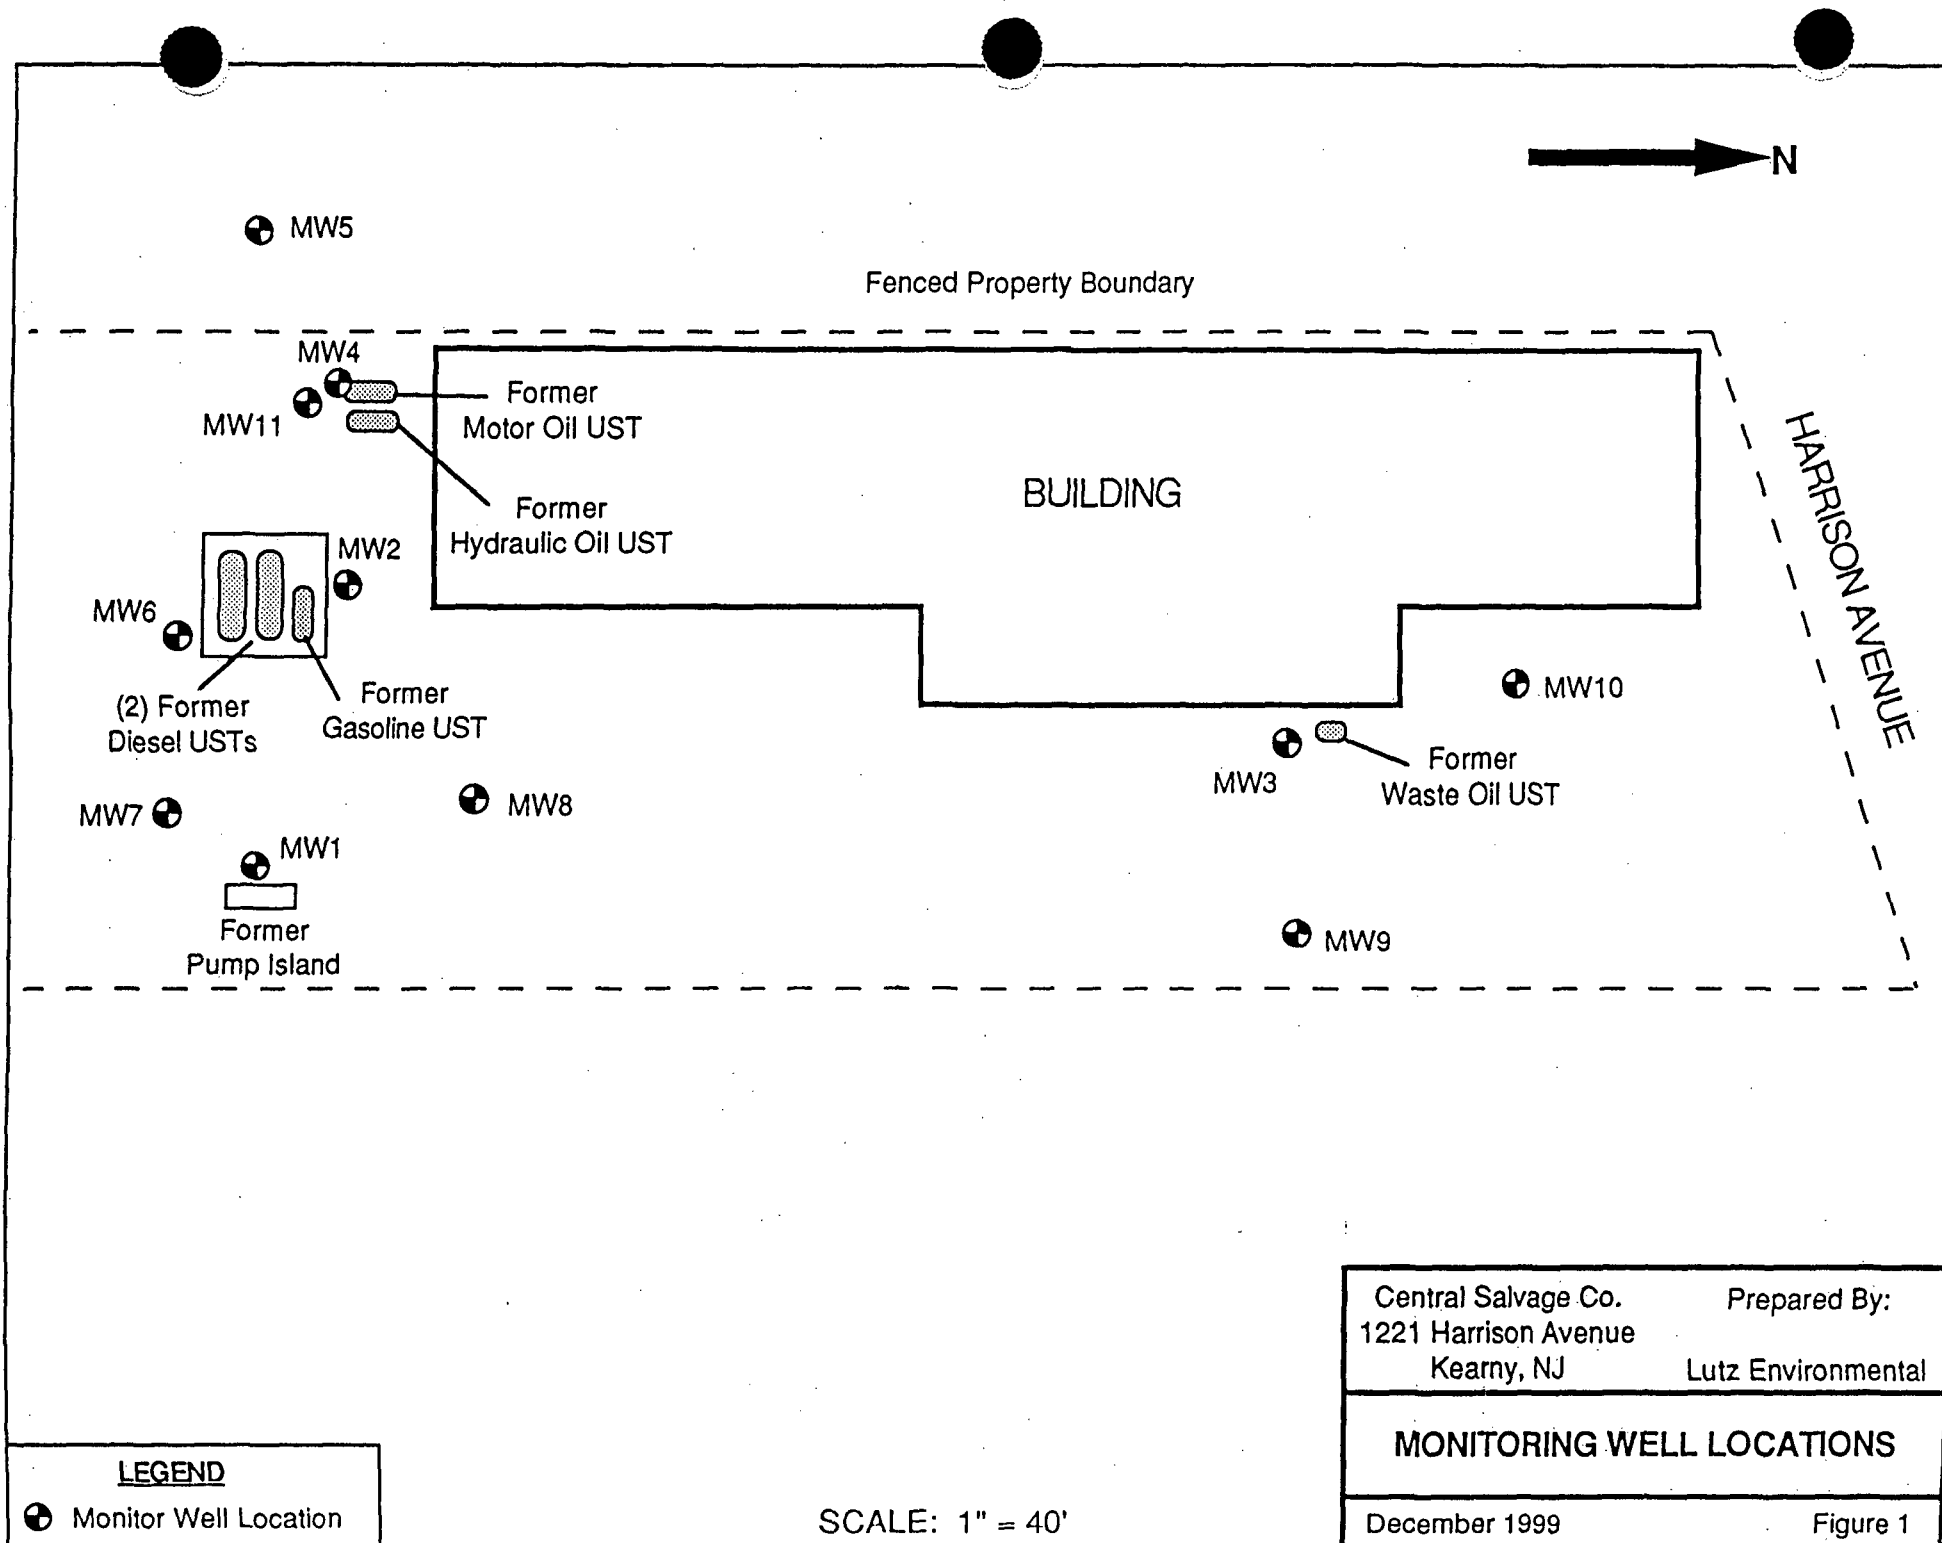 N
MW5
Fenced Property Boundary
MW4
MW11
Former
Motor Oil UST
Former
Hydraulic Oil UST
BUILDING
HARRISON AVENUE
MW2
MW6
(2) Former
Diesel USTs
Former
Gasoline UST
MW10
MW3
Former
Waste Oil UST
MW7
MW8
MW1
Former
Pump Island
MW9
Central Salvage Co.
1221 Harrison Avenue
Kearny, NJ
Prepared By:
Lutz Environmental
MONITORING WELL LOCATIONS
December 1999
Figure 1
LEGEND
Monitor Well Location
SCALE: 1" = 40'